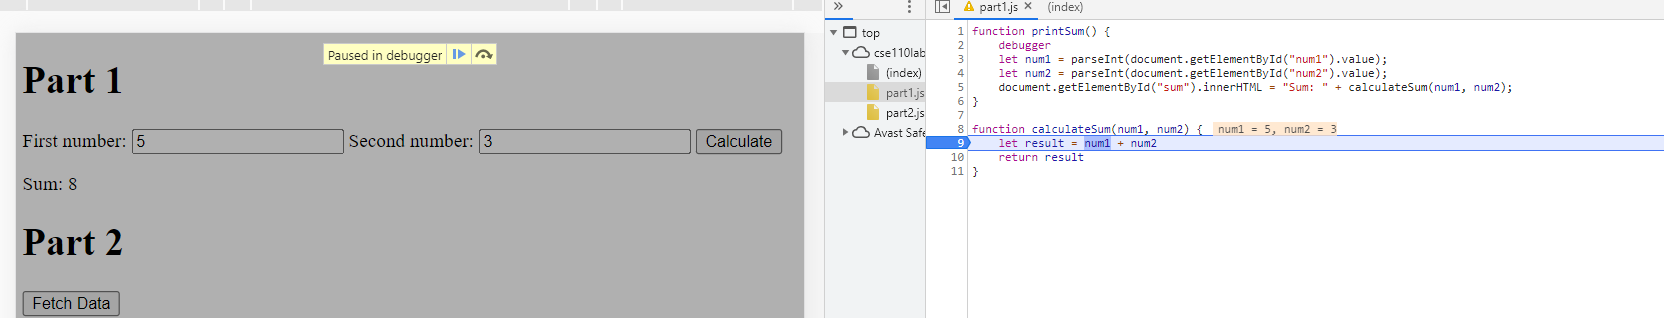 Paused in debugger
Part 1
First number: 5 Second number: 3 Calculate
Sum: 8
Part 2
Fetch Data
»
top
cse110lab
(index)
part1.js
part2.js
Avast Safe
part1.js × (index)
1 function printSum() {
2 debugger
3 let num1 = parseInt(document.getElementById("num1").value);
4 let num2 = parseInt(document.getElementById("num2").value);
5 document.getElementById("sum").innerHTML = "Sum: " + calculateSum(num1, num2);
6 }
7
8 function calculateSum(num1, num2) { num1 = 5, num2 = 3
9 let result = num1 + num2
10 return result
11 }